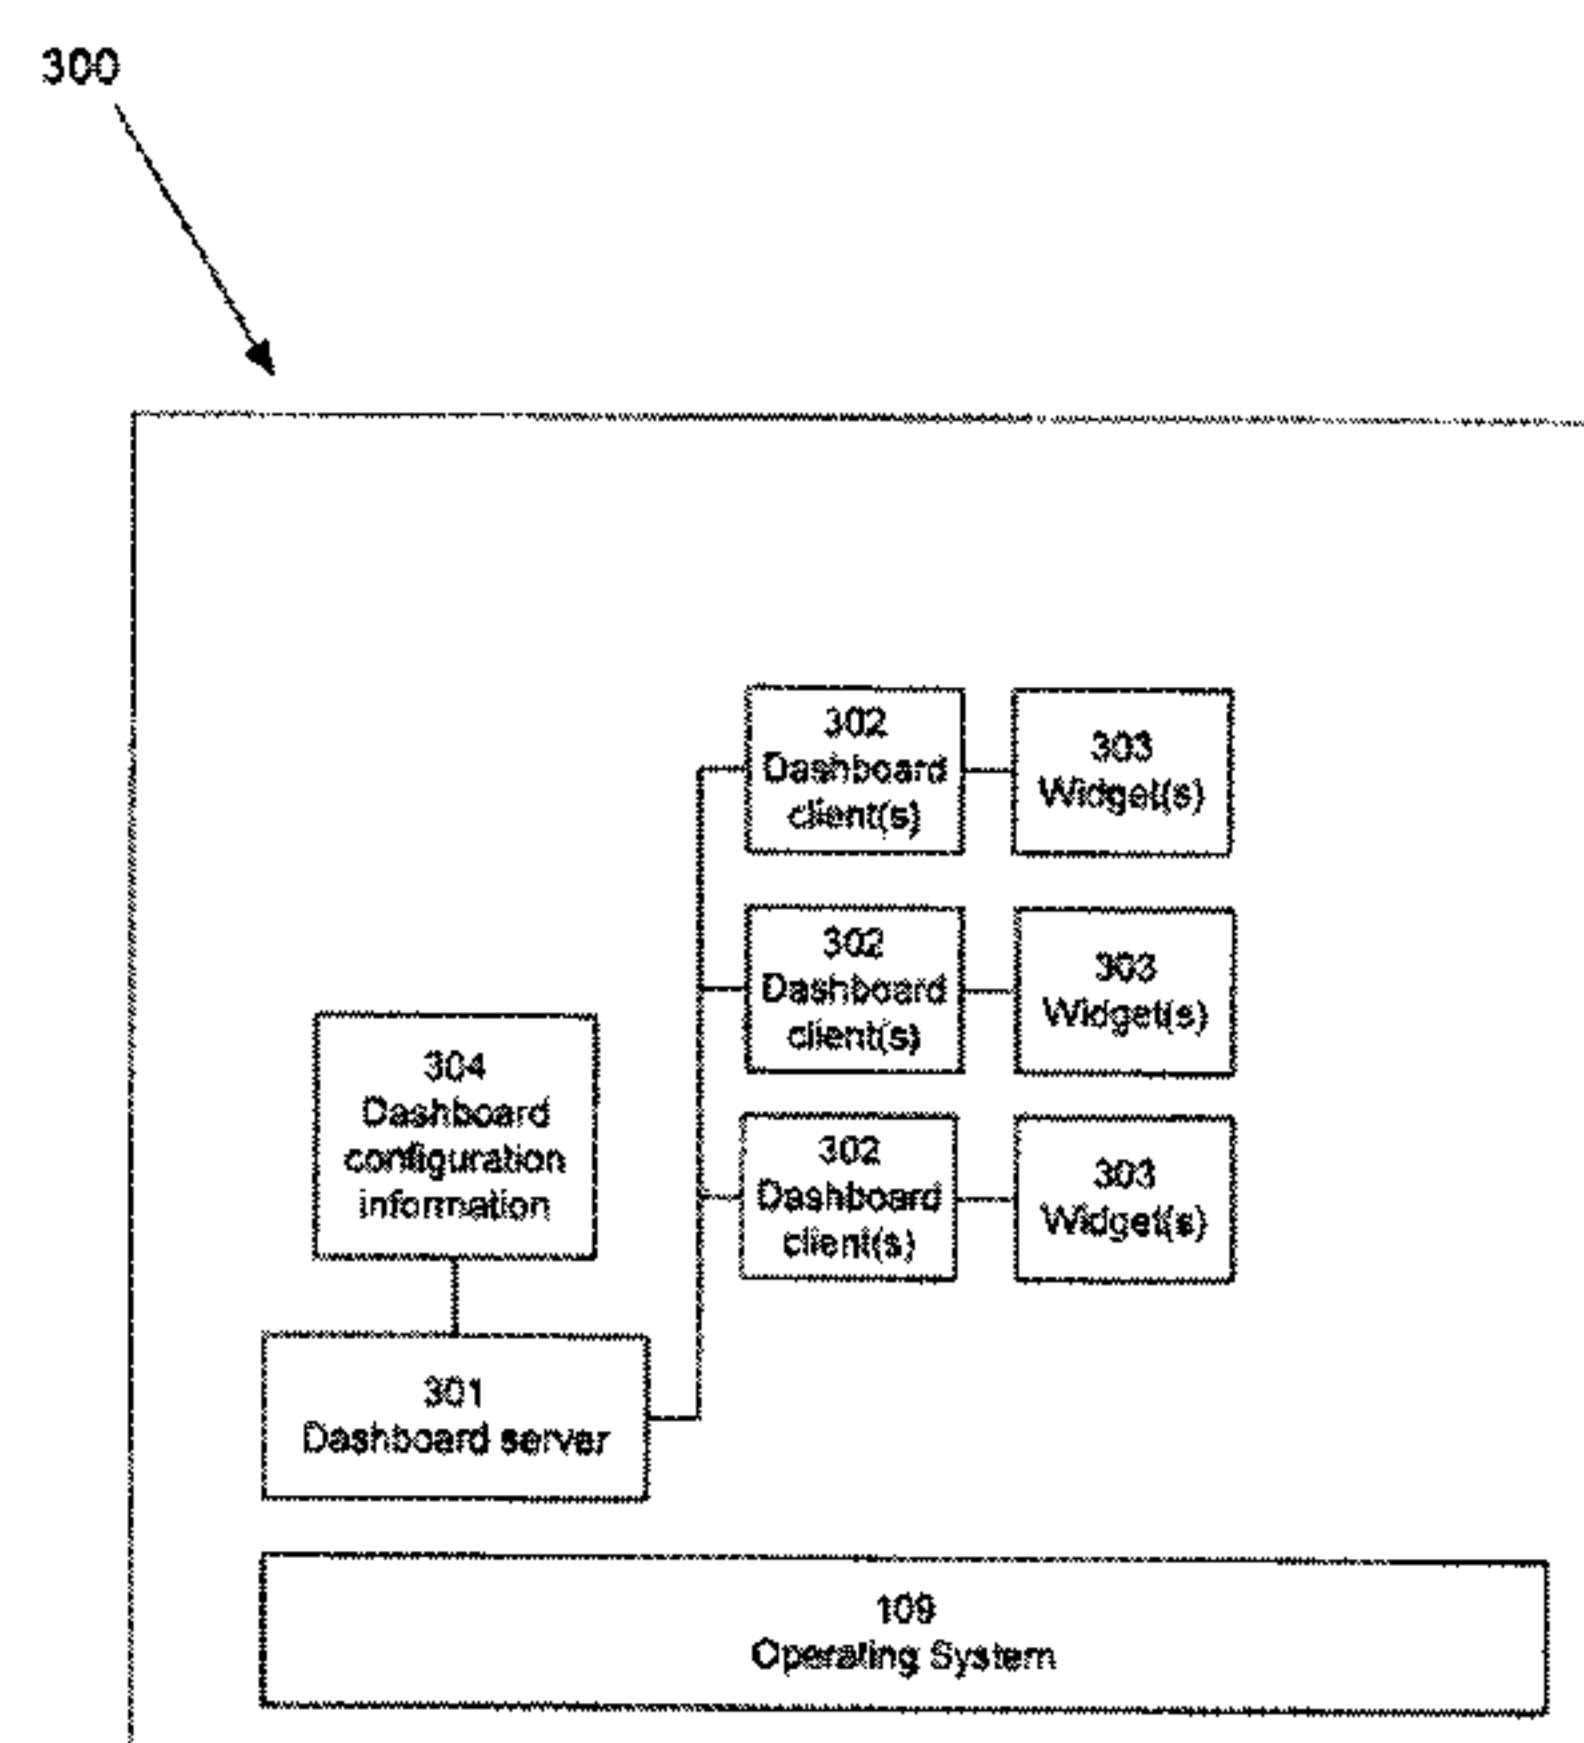 300
302
Dashboard
client(s)
303
Widget(s)
302
Dashboard
client(s)
303
Widget(s)
304
Dashboard
configuration
information
302
Dashboard
client(s)
303
Widget(s)
301
Dashboard server
109
Operating System